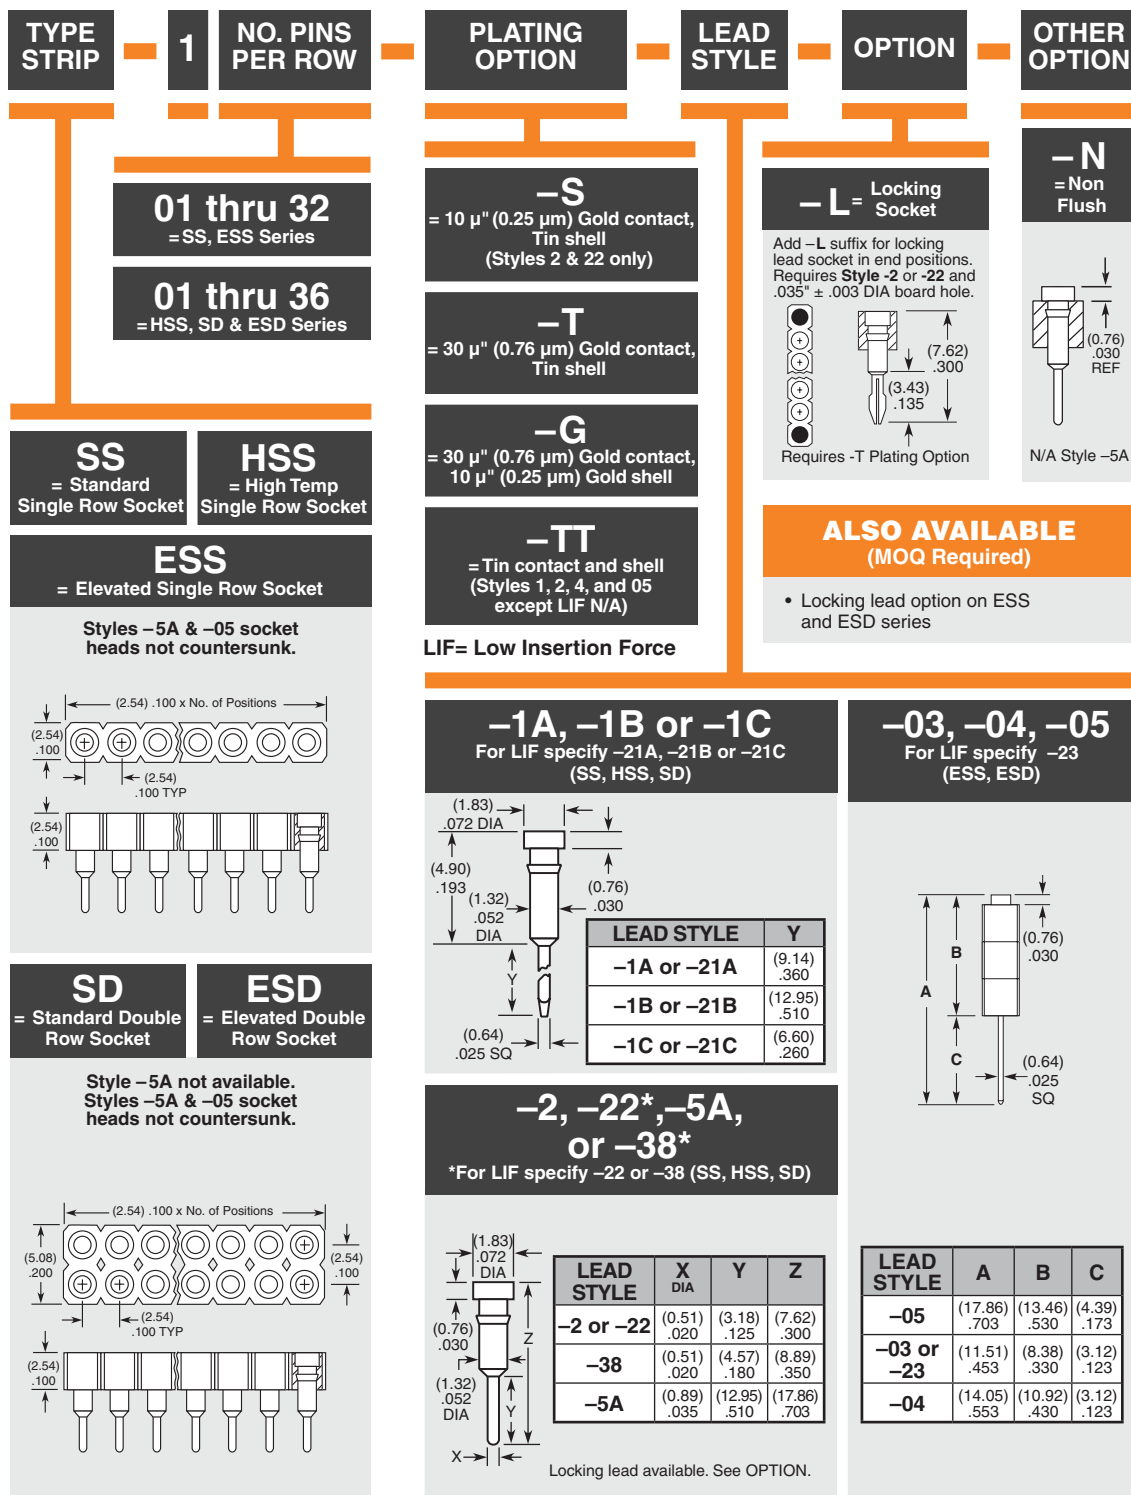 TYPE
STRIP
1
NO. PINS
PER ROW
PLATING
OPTION
LEAD
STYLE
OPTION
OTHER
OPTION
01 thru 32
= SS, ESS Series
01 thru 36
= HSS, SD & ESD Series
SS
= Standard
Single Row Socket
HSS
= High Temp
Single Row Socket
ESS
= Elevated Single Row Socket
Styles –5A & –05 socket
heads not countersunk.
(2.54) .100 x No. of Positions
(2.54)
.100
(2.54)
.100 TYP
(2.54)
.100
SD
= Standard Double
Row Socket
ESD
= Elevated Double
Row Socket
Style –5A not available.
Styles –5A & –05 socket
heads not countersunk.
(2.54) .100 x No. of Positions
(5.08)
.200
(2.54)
.100
(2.54)
.100 TYP
(2.54)
.100
–S
= 10 µ" (0.25 µm) Gold contact,
Tin shell
(Styles 2 & 22 only)
–T
= 30 µ" (0.76 µm) Gold contact,
Tin shell
–G
= 30 µ" (0.76 µm) Gold contact,
10 µ" (0.25 µm) Gold shell
–TT
= Tin contact and shell
(Styles 1, 2, 4, and 05
except LIF N/A)
LIF= Low Insertion Force
–L= Locking
Socket
Add –L suffix for locking
lead socket in end positions.
Requires Style -2 or -22 and
.035" ± .003 DIA board hole.
(7.62)
.300
(3.43)
.135
Requires -T Plating Option
–N
= Non
Flush
(0.76)
.030
REF
N/A Style –5A
ALSO AVAILABLE
(MOQ Required)
• Locking lead option on ESS
and ESD series
–1A, –1B or –1C
For LIF specify –21A, –21B or –21C
(SS, HSS, SD)
(1.83)
.072 DIA
(4.90)
.193
(1.32)
.052
DIA
(0.76)
.030
Y
(0.64)
.025 SQ
LEAD STYLE Y
–1A or –21A (9.14) .360
–1B or –21B (12.95) .510
–1C or –21C (6.60) .260
–2, –22*,–5A,
or –38*
*For LIF specify –22 or –38 (SS, HSS, SD)
(1.83)
.072
DIA
(0.76)
.030
(1.32)
.052
DIA
Z
Y
X
LEAD STYLE X DIA Y Z
–2 or –22 (0.51) .020 (3.18) .125 (7.62) .300
–38 (0.51) .020 (4.57) .180 (8.89) .350
–5A (0.89) .035 (12.95) .510 (17.86) .703
Locking lead available. See OPTION.
–03, –04, –05
For LIF specify –23
(ESS, ESD)
A
B
C
(0.76)
.030
(0.64)
.025
SQ
LEAD STYLE A B C
–05 (17.86) .703 (13.46) .530 (4.39) .173
–03 or –23 (11.51) .453 (8.38) .330 (3.12) .123
–04 (14.05) .553 (10.92) .430 (3.12) .123